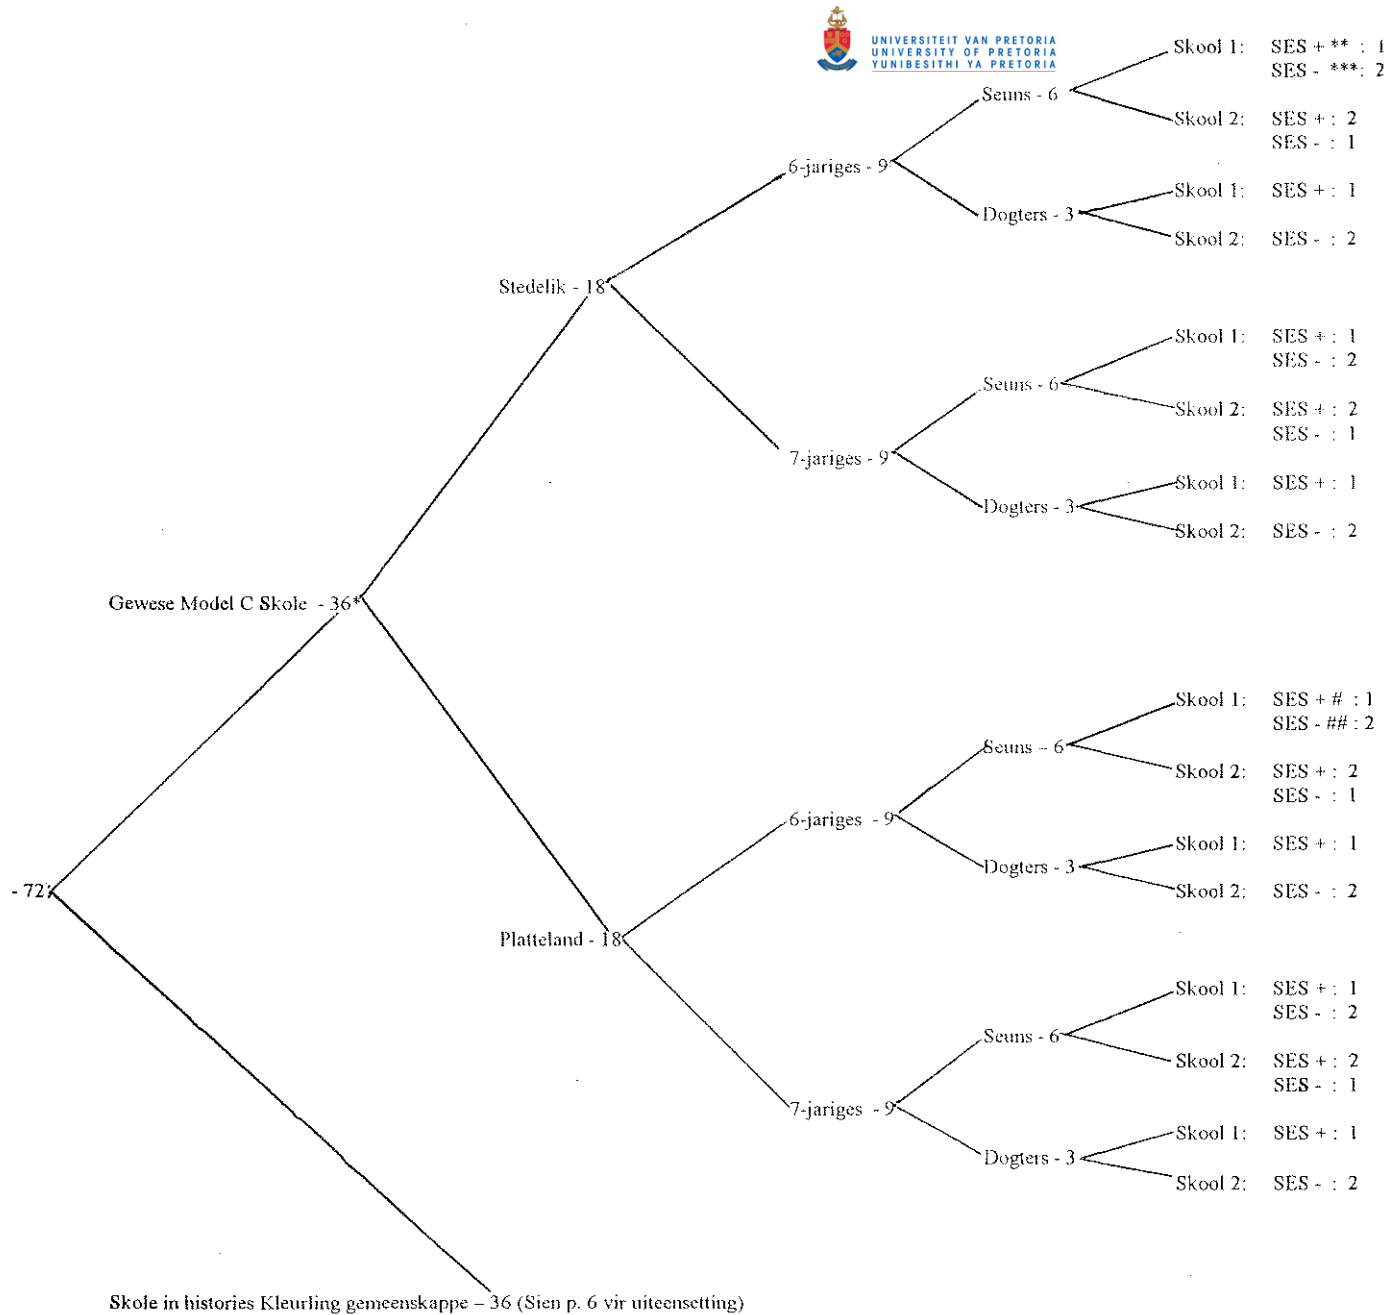 UNIVERSITEIT VAN PRETORIA
UNIVERSITY OF PRETORIA
YUNIBESITHI YA PRETORIA
Skool 1: SES + ** : 1
SES - ***: 2
Seuns - 6
Skool 2: SES + : 2
SES - : 1
6-jariges - 9
Skool 1: SES + : 1
Dogters - 3
Skool 2: SES - : 2
Stedelik - 18
Skool 1: SES + : 1
SES - : 2
Seuns - 6
Skool 2: SES + : 2
SES - : 1
7-jariges - 9
Skool 1: SES + : 1
Dogters - 3
Skool 2: SES - : 2
Gewese Model C Skole - 36*
Skool 1: SES + # : 1
SES - ## : 2
Seuns – 6
Skool 2: SES + : 2
SES - : 1
6-jariges - 9
Skool 1: SES + : 1
Dogters - 3
Skool 2: SES - : 2
- 72
Platteland - 18
Skool 1: SES + : 1
SES - : 2
Seuns - 6
Skool 2: SES + : 2
SES - : 1
7-jariges - 9
Skool 1: SES + : 1
Dogters - 3
Skool 2: SES - : 2
Skole in histories Kleurling gemeenskappe – 36 (Sien p. 6 vir uiteensetting)